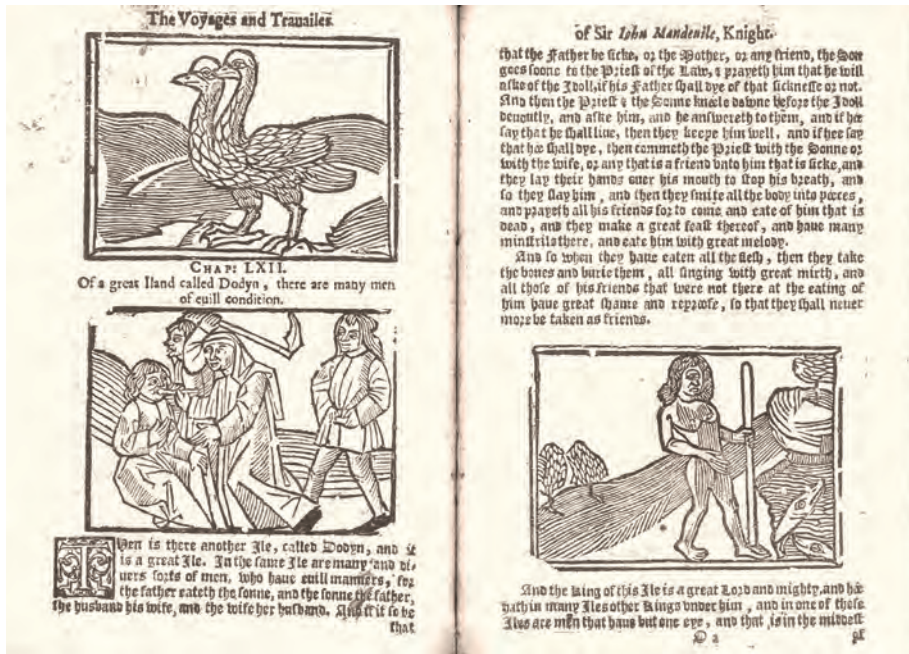 The Voyages and Trauailes
CHAP: LXII.
Of a great Iland called Dodyn, there are many men
of euill condition.
Then is there another Ile, called Dodyn, and it
is a great Ile. In the same Ile are many and di-
uers sorts of men, who haue euill manners, for
the father eateth the sonne, and the sonne the father,
the husband his wife, and the wife her husband. And if it so be
that
of Sir Iohn Mandeuile, Knight.
that the Father be sicke, or the Mother, or any friend, the Son
goes soone to the Priest of the Law, & prayeth him that he will
aske of the Idoll, if his Father shall dye of that sicknesse or not.
And then the Priest & the Sonne kneele downe before the Idoll
deuoutly, and aske him, and he answereth to them, and if he
say that he shall liue, then they keepe him well, and if hee say
that he shall dye, then commeth the Priest with the Sonne or
with the wife, or any that is a friend vnto him that is sicke, and
they lay their hands ouer his mouth to stop his breath, and
so they slay him, and then they smite all the body into peeces,
and prayeth all his friends for to come and eate of him that is
dead, and they make a great feast thereof, and haue many
minstrils there, and eate him with great melody.
And so when they haue eaten all the flesh, then they take
the bones and burie them, all singing with great mirth, and
all those of his friends that were not there at the eating of
him haue great shame and reproofe, so that they shall neuer
more be taken as friends.
And the King of this Ile is a great Lord and mighty, and he
hath in many Iles other Kings vnder him, and in one of these
Iles are men that haue but one eye, and that is in the middest
of